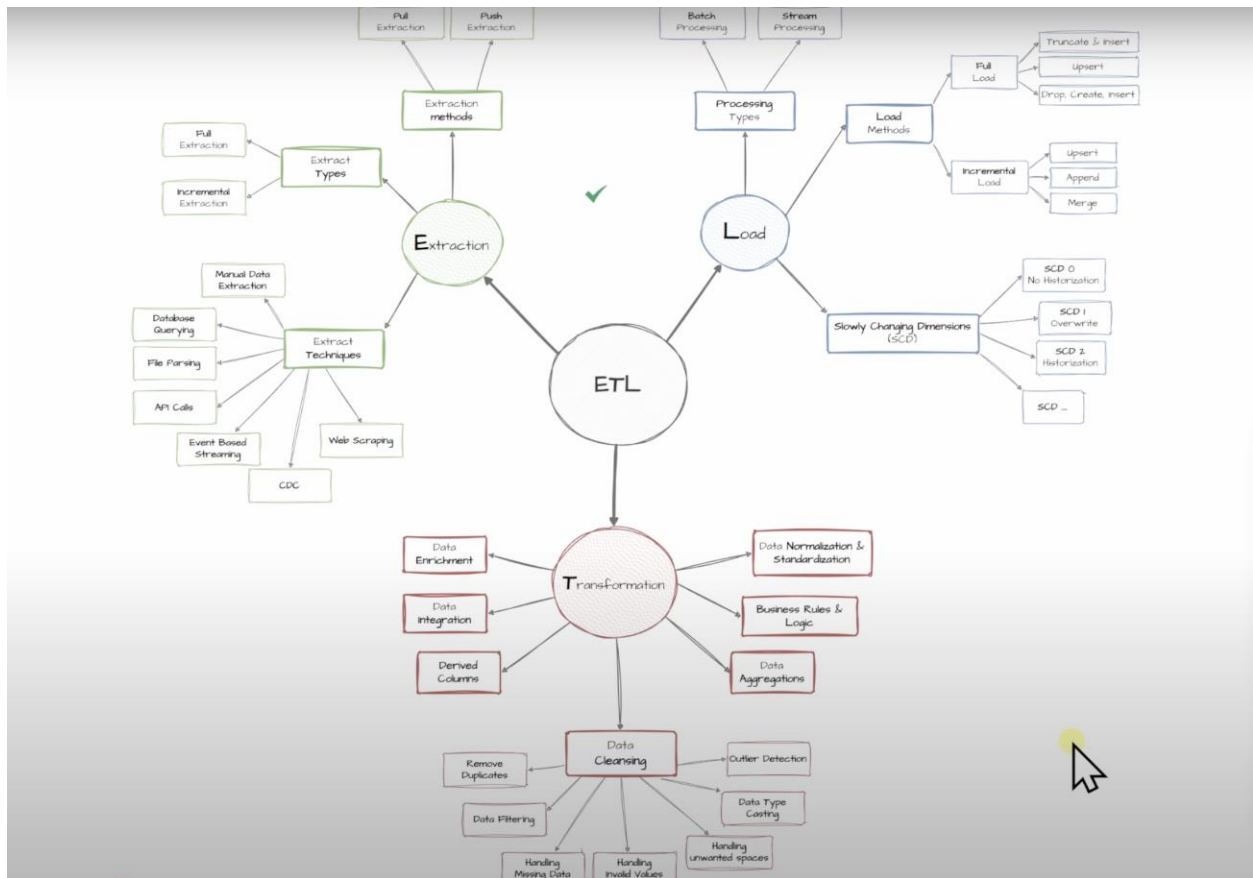 Pull
Extraction
Push
Extraction
Extraction
methods
Full
Extraction
Incremental
Extraction
Extract
Types
Extraction
Manual Data
Extraction
Database
Querying
File Parsing
API Calls
Event Based
Streaming
CDC
Web Scraping
Extract
Techniques
Batch
Processing
Stream
Processing
Processing
Types
Load
Load
Methods
Full
Load
Truncate & Insert
Upsert
Drop, Create, Insert
Incremental
Load
Upsert
Append
Merge
Slowly Changing Dimensions
(SCD)
SCD 0
No Historization
SCD 1
Overwrite
SCD 2
Historization
SCD ...
ETL
Transformation
Data
Enrichment
Data
Integration
Derived
Columns
Data Normalization &
Standardization
Business Rules &
Logic
Data
Aggregations
Data
Cleansing
Remove
Duplicates
Data Filtering
Handling
Missing Data
Handling
Invalid Values
Handling
unwanted spaces
Data Type
Casting
Outlier Detection